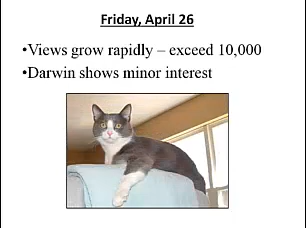 Friday, April 26
•Views grow rapidly – exceed 10,000
•Darwin shows minor interest